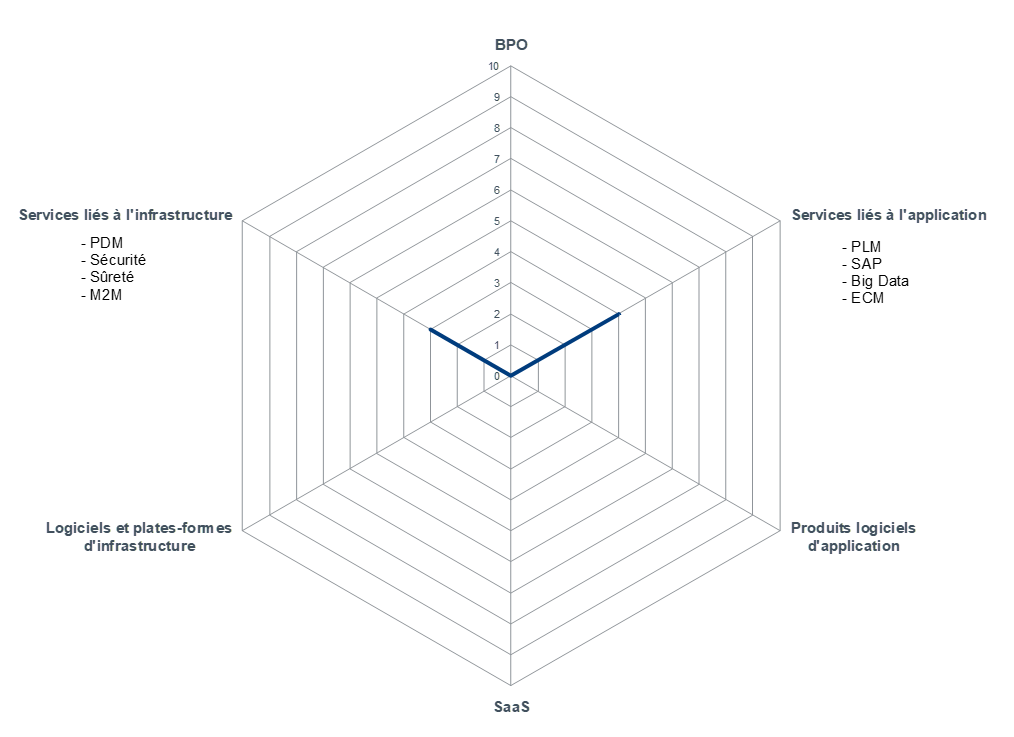 BPO
10
9
8
7
6
5
4
3
2
1
0
Services liés à l'infrastructure
- PDM
- Sécurité
- Sûreté
- M2M
Services liés à l'application
- PLM
- SAP
- Big Data
- ECM
Logiciels et plates-formes
d'infrastructure
Produits logiciels
d'application
SaaS